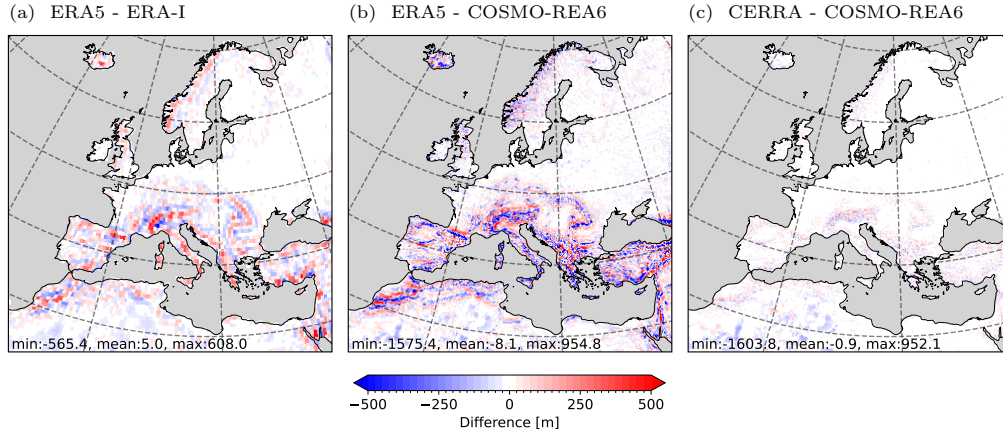 (a) ERA5 - ERA-I
(b) ERA5 - COSMO-REA6
(c) CERRA - COSMO-REA6
min:-565.4, mean:5.0, max:608.0
min:-1575.4, mean:-8.1, max:954.8
min:-1603.8, mean:-0.9, max:952.1
−500 −250 0 250 500
Difference [m]